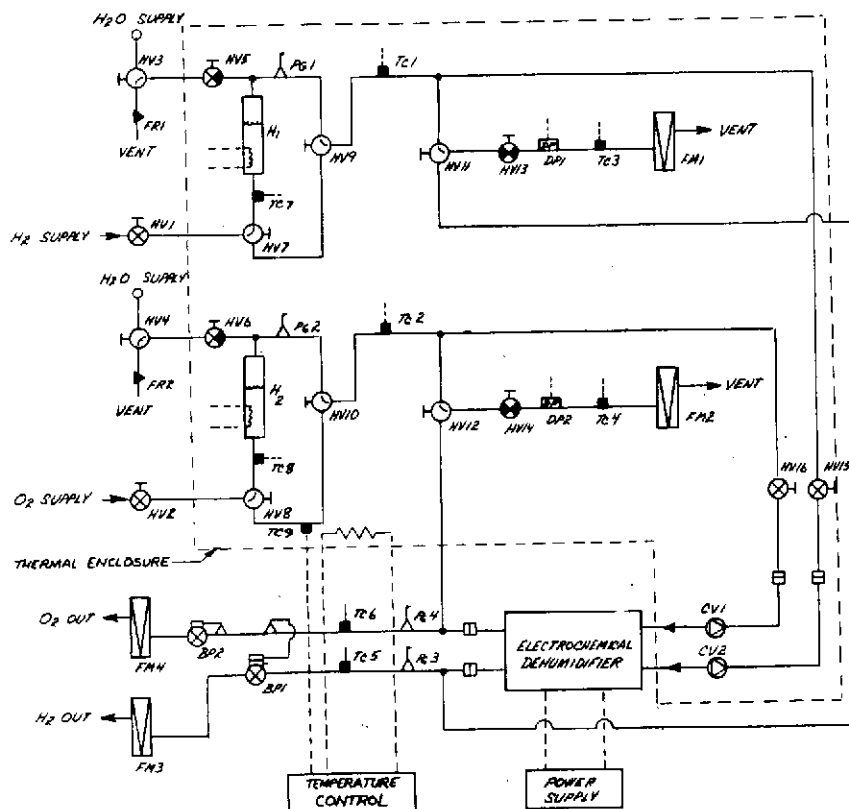 H2O SUPPLY
HV3
HV5
PG1
TC1
FR1
VENT
H1
HV9
HV11
HV13
DP1
TC3
FM1
VENT
TC7
HV1
H2 SUPPLY
HV7
H2O SUPPLY
HV4
HV6
PG2
TC2
FR2
VENT
H2
HV10
HV12
HV14
DP2
TC4
FM2
VENT
TC8
HV16
HV15
O2 SUPPLY
HV2
HV8
TC9
THERMAL ENCLOSURE
O2 OUT
FM4
BP2
TC6
PG4
ELECTROCHEMICAL
DEHUMIDIFIER
CV1
TC5
PG3
CV2
BP1
H2 OUT
FM3
TEMPERATURE
CONTROL
POWER
SUPPLY